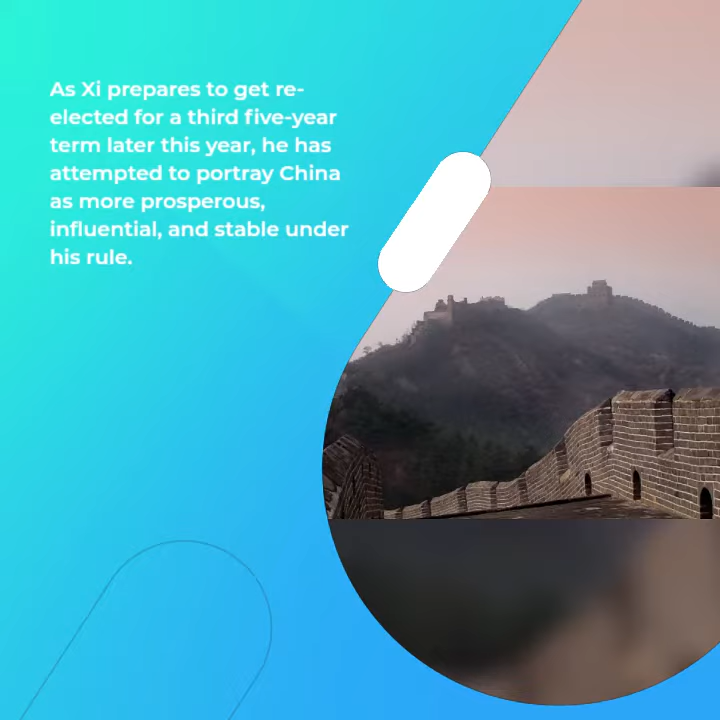 As Xi prepares to get re-
elected for a third five-year
term later this year, he has
attempted to portray China
as more prosperous,
influential, and stable under
his rule.